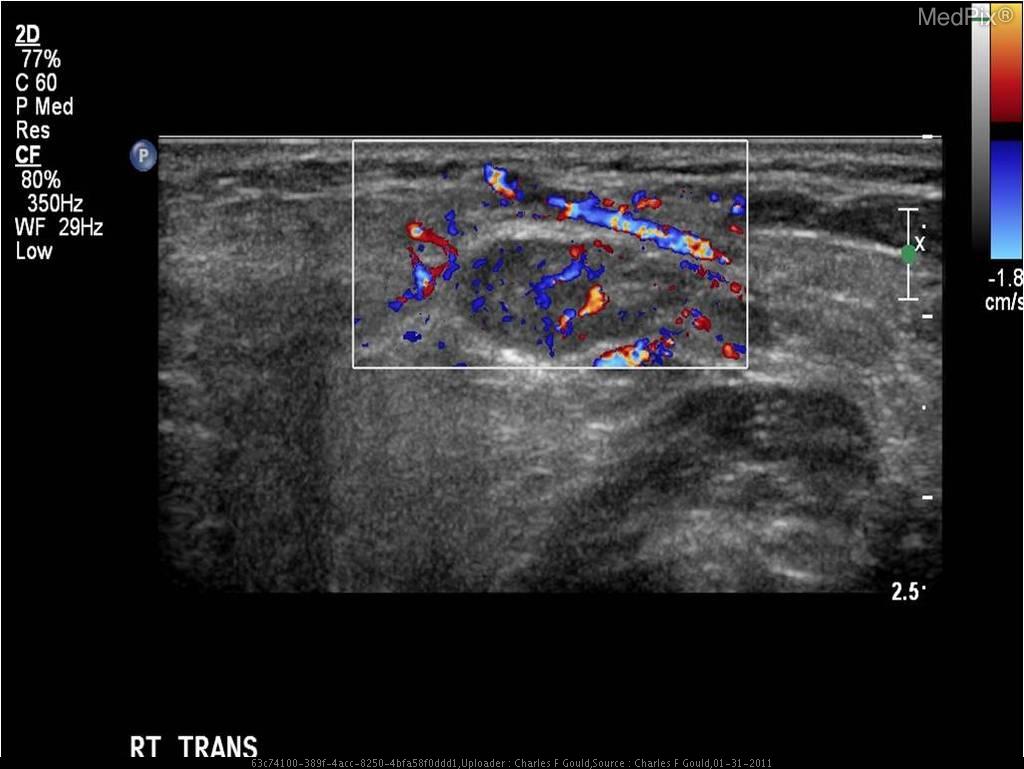 MedPix®
2D
77%
C 60
P Med
Res
CF
80%
350Hz
WF 29Hz
Low
P
x
-1.8
cm/s
2.5
RT TRANS
63c74100-389f-4acc-8250-4bfa58f0ddd1,Uploader : Charles F Gould,Source : Charles F Gould,01-31-2011